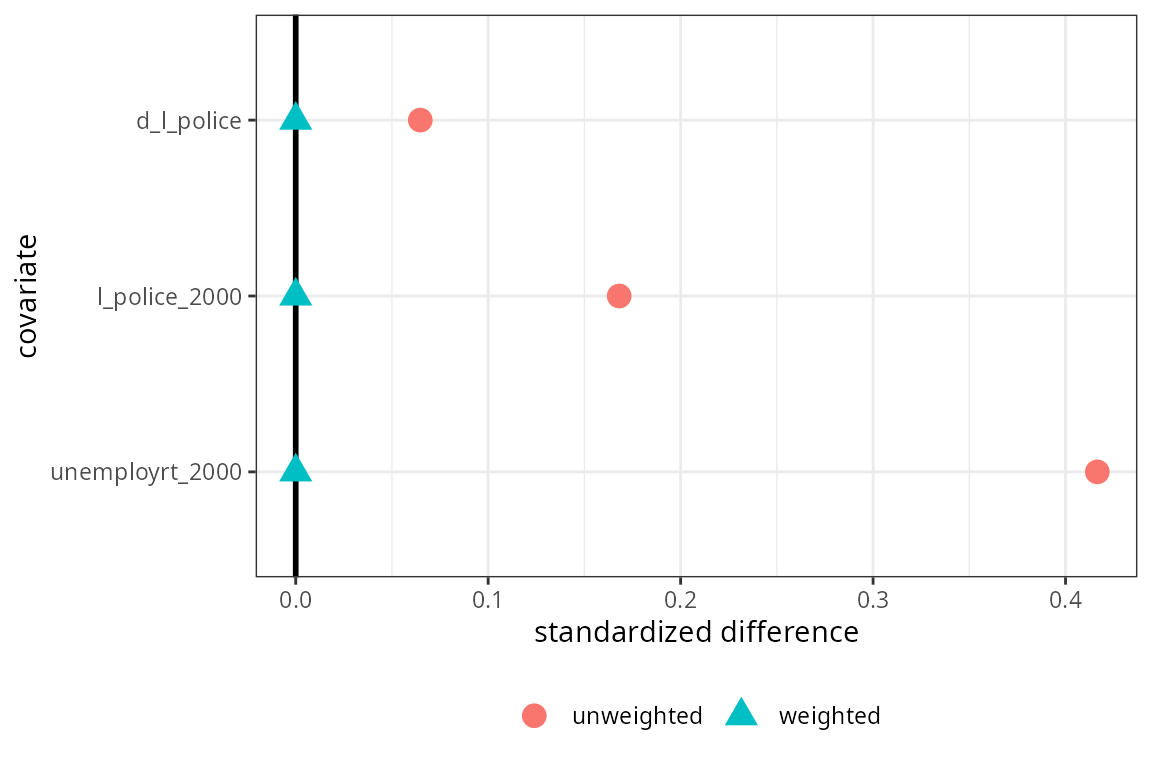 covariate
d_l_police
l_police_2000
unemployrt_2000
0.0 0.1 0.2 0.3 0.4
standardized difference
unweighted weighted